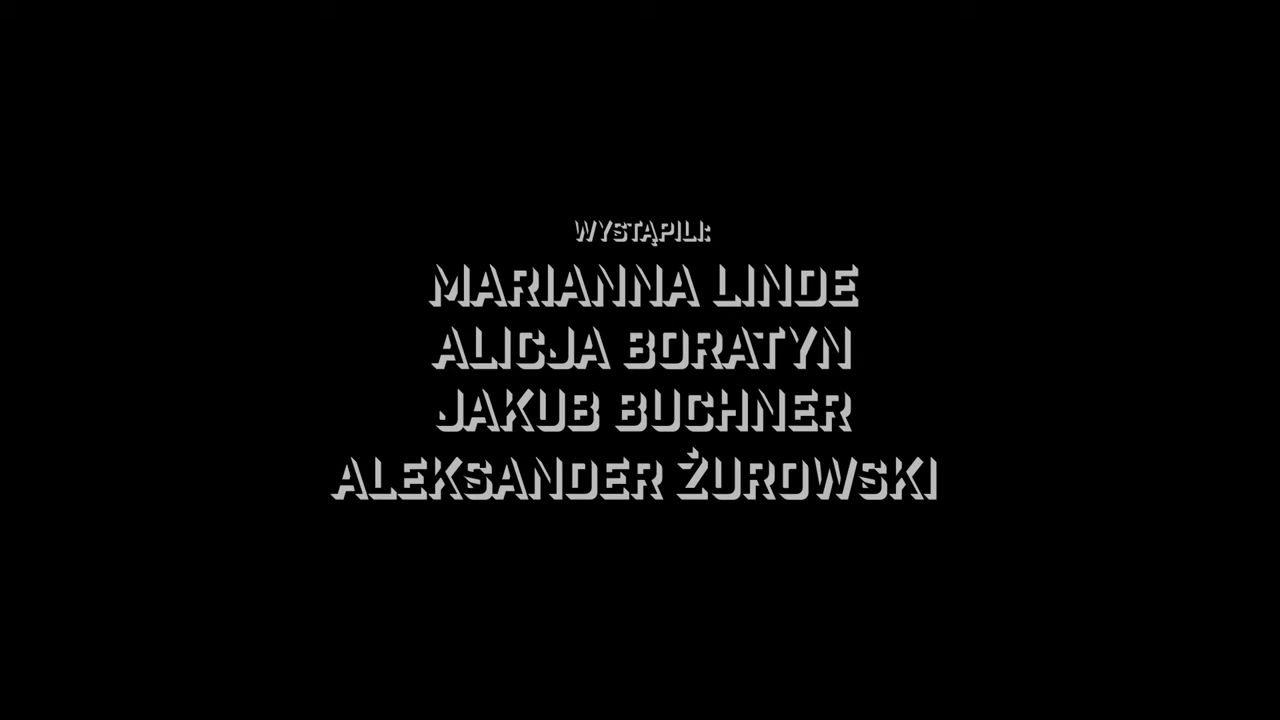 WYSTĄPILI:
MARIANNA LINDE
ALICJA BORATYN
JAKUB BUCHNER
ALEKSANDER ŻUROWSKI